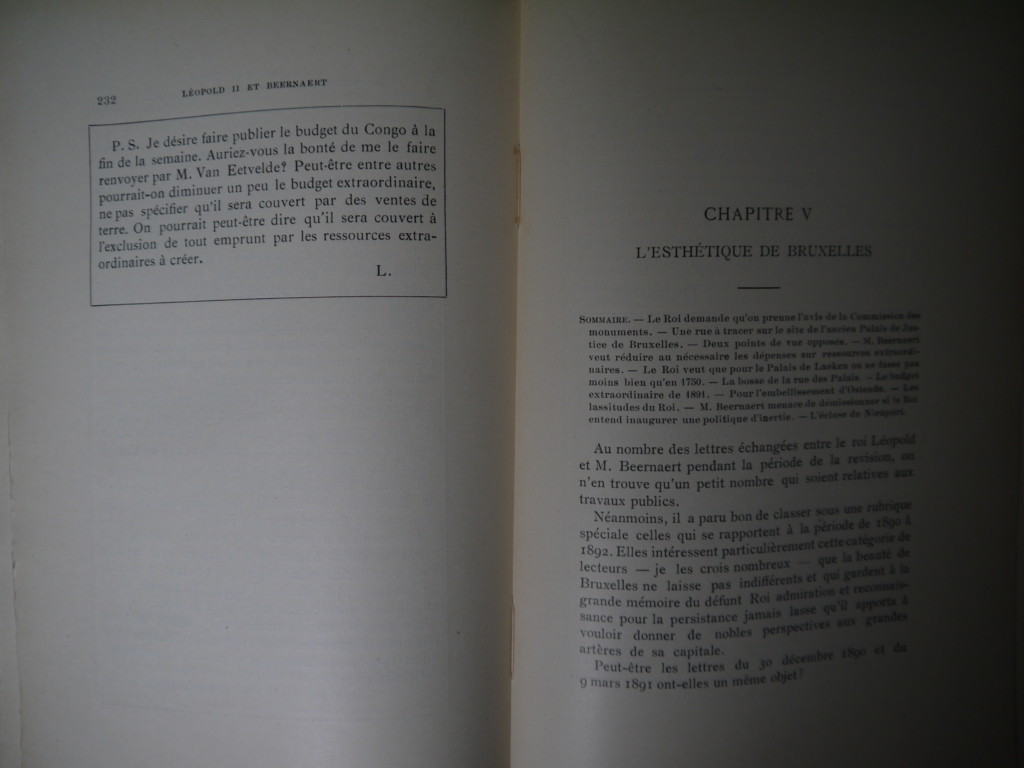 232
LÉOPOLD II ET BEERNAERT
P. S. Je désire faire publier le budget du Congo à la
fin de la semaine. Auriez-vous la bonté de me le faire
renvoyer par M. Van Eetvelde? Peut-être entre autres
pourrait-on diminuer un peu le budget extraordinaire,
ne pas spécifier qu'il sera couvert par des ventes de
terre. On pourrait peut-être dire qu'il sera couvert à
l'exclusion de tout emprunt par les ressources extra-
ordinaires à créer.
L.
CHAPITRE V
L'ESTHÉTIQUE DE BRUXELLES
SOMMAIRE. — Le Roi demande qu'on prenne l'avis de la Commission des
monuments. — Une rue à tracer sur le site de l'ancien Palais de Jus-
tice de Bruxelles. — Deux points de vue opposés. — M. Beernaert
veut réduire au nécessaire les dépenses sur ressources extraordi-
naires. — Le Roi veut que pour le Palais de Laeken on ne fasse pas
moins bien qu'en 1750. — La bosse de la rue des Palais. — Le budget
extraordinaire de 1891. — Pour l'embellissement d'Ostende. — Les
lassitudes du Roi. — M. Beernaert menace de démissionner si le Roi
entend inaugurer une politique d'inertie. — L'écluse de Nieuport.
Au nombre des lettres échangées entre le roi Léopold
et M. Beernaert pendant la période de la revision, on
n'en trouve qu'un petit nombre qui soient relatives aux
travaux publics.
Néanmoins, il a paru bon de classer sous une rubrique
spéciale celles qui se rapportent à la période de 1890 à
1892. Elles intéressent particulièrement cette catégorie de
lecteurs — je les crois nombreux — que la beauté de
Bruxelles ne laisse pas indifférents et qui gardent à la
grande mémoire du défunt Roi admiration et reconnais-
sance pour la persistance jamais lasse qu'il apporta à
vouloir donner de nobles perspectives aux grandes
artères de sa capitale.
Peut-être les lettres du 30 décembre 1890 et du
9 mars 1891 ont-elles un même objet?